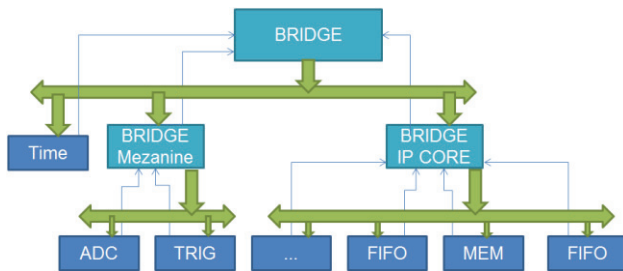 BRIDGE
Time
BRIDGE
Mezanine
BRIDGE
IP CORE
ADC
TRIG
...
FIFO
MEM
FIFO